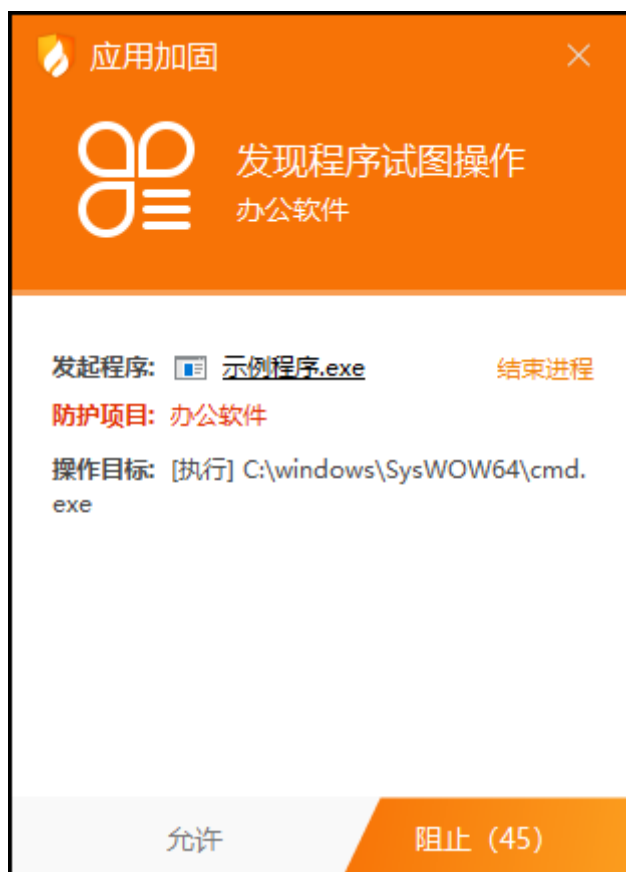 应用加固
发现程序试图操作
办公软件
发起程序: 示例程序.exe 结束进程
防护项目: 办公软件
操作目标: [执行] C:\windows\SysWOW64\cmd.
exe
允许 阻止（45）